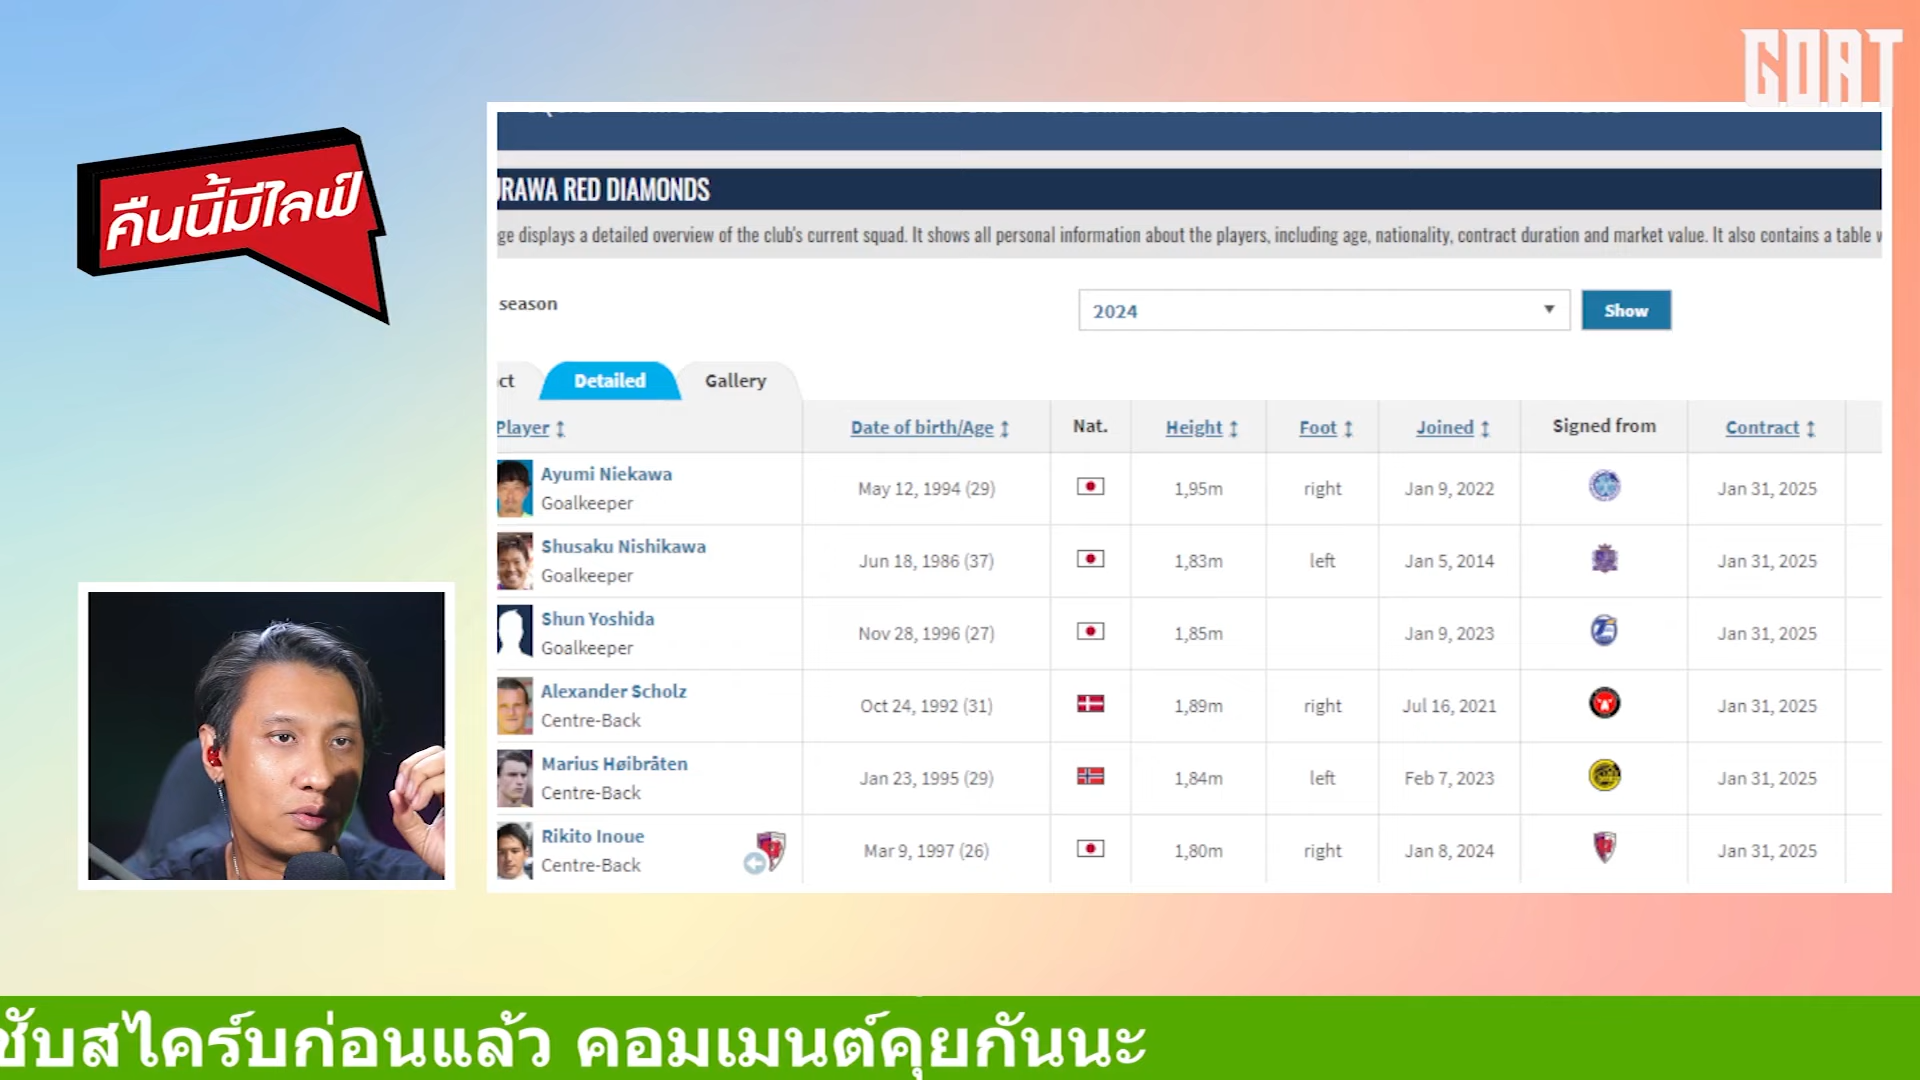 GOAT
คืนนี้มีไลฟ์
URAWA RED DIAMONDS
ge displays a detailed overview of the club's current squad. It shows all personal information about the players, including age, nationality, contract duration and market value. It also contains a table w
season
2024
Show
ct
Detailed
Gallery
Player
Date of birth/Age
Nat.
Height
Foot
Joined
Signed from
Contract
Ayumi Niekawa
Goalkeeper
May 12, 1994 (29)
1,95m
right
Jan 9, 2022
Jan 31, 2025
Shusaku Nishikawa
Goalkeeper
Jun 18, 1986 (37)
1,83m
left
Jan 5, 2014
Jan 31, 2025
Shun Yoshida
Goalkeeper
Nov 28, 1996 (27)
1,85m
Jan 9, 2023
Jan 31, 2025
Alexander Scholz
Centre-Back
Oct 24, 1992 (31)
1,89m
right
Jul 16, 2021
Jan 31, 2025
Marius Høibråten
Centre-Back
Jan 23, 1995 (29)
1,84m
left
Feb 7, 2023
Jan 31, 2025
Rikito Inoue
Centre-Back
Mar 9, 1997 (26)
1,80m
right
Jan 8, 2024
Jan 31, 2025
ซับสไคร์บก่อนแล้ว คอมเมนต์คุยกันนะ